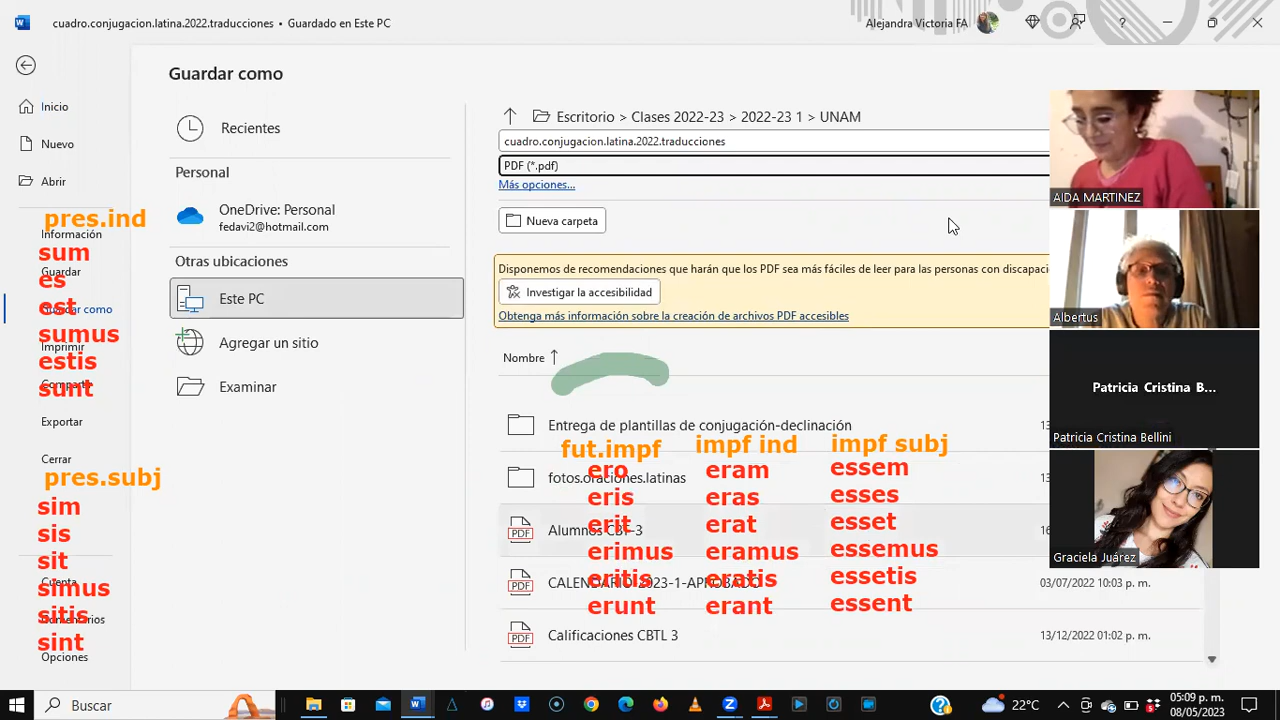 cuadro.conjugacion.latina.2022.traducciones • Guardado en Este PC
Alejandra Victoria FA
Guardar como
Inicio
Nuevo
Abrir
Información
Guardar
Guardar como
Imprimir
Exportar
Cerrar
Cuenta
Comentarios
Opciones
pres.ind
sum
es
est
sumus
estis
sunt
pres.subj
sim
sis
sit
simus
sitis
sint
Recientes
Personal
OneDrive: Personal
fedavi2@hotmail.com
Otras ubicaciones
Este PC
Agregar un sitio
Examinar
Escritorio > Clases 2022-23 > 2022-23 1 > UNAM
cuadro.conjugacion.latina.2022.traducciones
PDF (*.pdf)
Más opciones...
Nueva carpeta
Disponemos de recomendaciones que harán que los PDF sea más fáciles de leer para las personas con discapacio
Investigar la accesibilidad
Obtenga más información sobre la creación de archivos PDF accesibles
Nombre
Entrega de plantillas de conjugación-declinación
fotos.oraciones.latinas
PDF Alumnos CBT-3
PDF CALENDARIO-2023-1-APROBADO
03/07/2022 10:03 p. m.
PDF Calificaciones CBTL 3
13/12/2022 01:02 p. m.
fut.impf
ero
eris
erit
erimus
eritis
erunt
impf ind
eram
eras
erat
eramus
eratis
erant
impf subj
essem
esses
esset
essemus
essetis
essent
AIDA MARTINEZ
Albertus
Patricia Cristina B...
Patricia Cristina Bellini
Graciela Juárez
Buscar
22°C
05:09 p. m.
08/05/2023